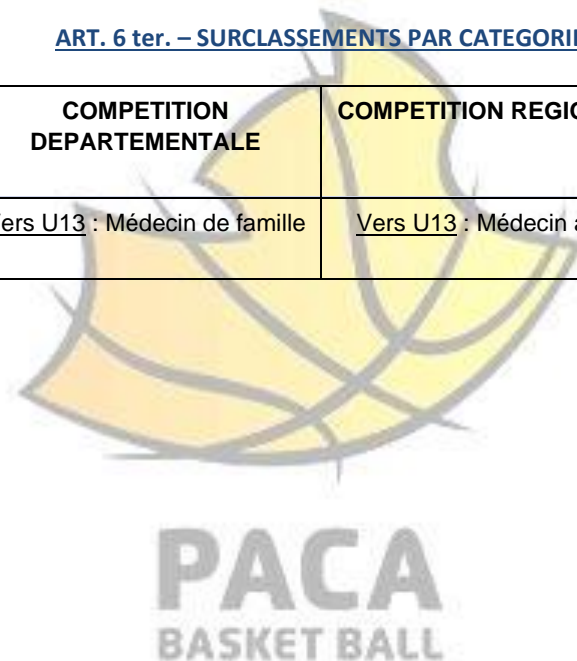 ART. 6 ter. – SURCLASSEMENTS PAR CATEGORI
COMPETITION
DEPARTEMENTALE
COMPETITION REGIO
ers U13 : Médecin de famille
Vers U13 : Médecin a
PACA
BASKET BALL